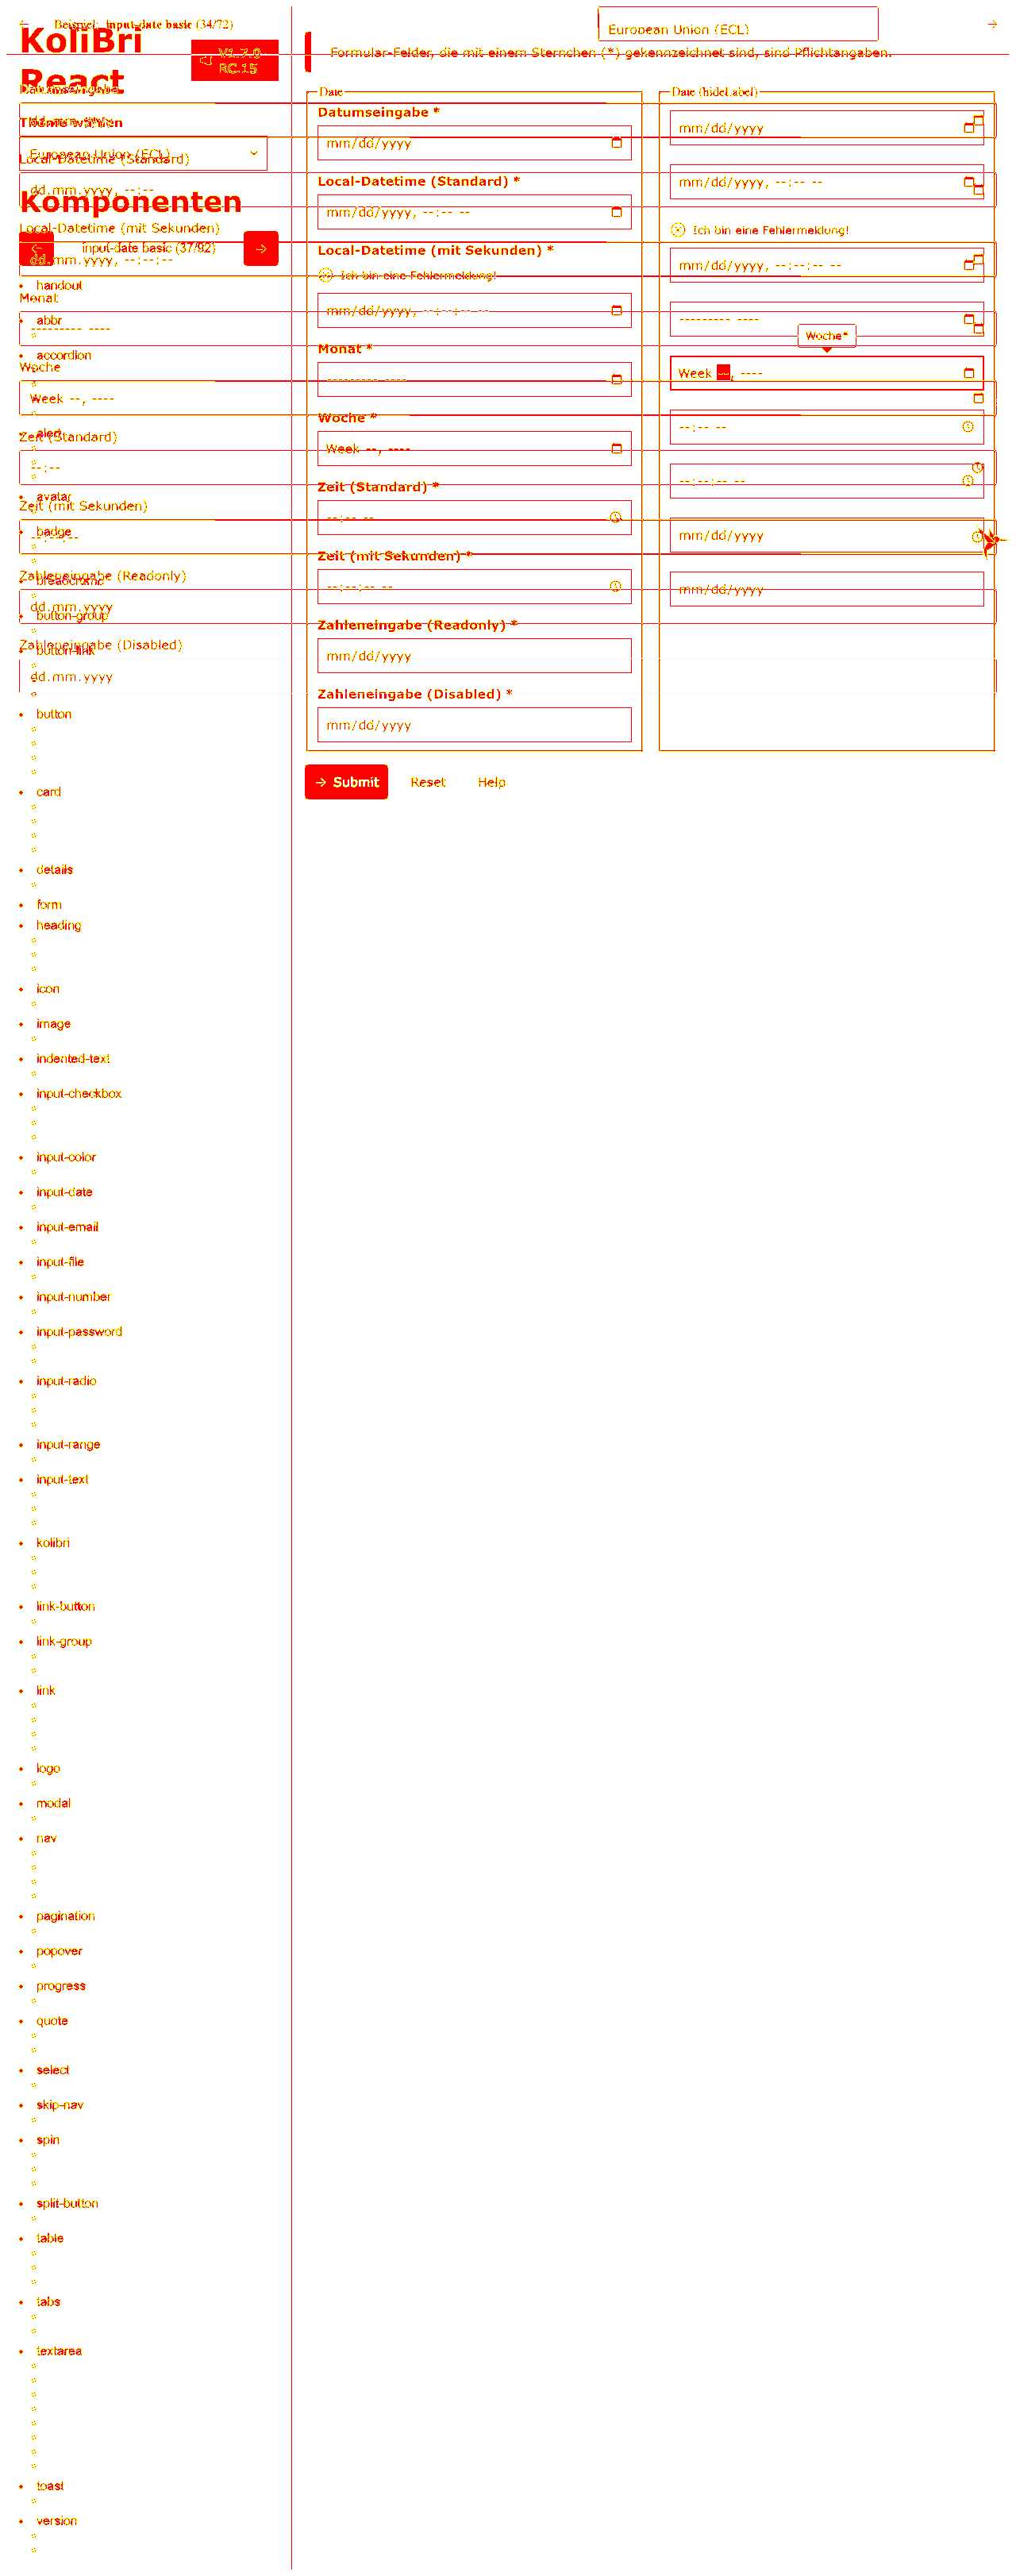 Beispiel: input-date basic (34/72)
European Union (ECL)
KoliBri
React
V1.7.0
RC.15
Formular-Felder, die mit einem Sternchen (*) gekennzeichnet sind, sind Pflichtangaben.
Datumseingabe
Theme wählen
dd.mm.yyyy
European Union (ECL)
Local-Datetime (Standard)
dd.mm.yyyy, --:--
Komponenten
Local-Datetime (mit Sekunden)
input-date basic (37/92)
dd.mm.yyyy, --:--:--
handout
Monat
abbr
--------- ----
accordion
Woche
Week --, ----
alert
Zeit (Standard)
--:--
avatar
Zeit (mit Sekunden)
badge
--:--:--
Zahleneingabe (Readonly)
breadcrumb
dd.mm.yyyy
button-group
Zahleneingabe (Disabled)
button-link
dd.mm.yyyy
button
card
details
form
heading
icon
image
indented-text
input-checkbox
input-color
input-date
input-email
input-file
input-number
input-password
input-radio
input-range
input-text
kolibri
link-button
link-group
link
logo
modal
nav
pagination
popover
progress
quote
select
skip-nav
spin
split-button
table
tabs
textarea
toast
version
Date
Datumseingabe *
mm/dd/yyyy
Local-Datetime (Standard) *
mm/dd/yyyy, --:-- --
Local-Datetime (mit Sekunden) *
Ich bin eine Fehlermeldung!
mm/dd/yyyy, --:--:-- --
Monat *
--------- ----
Woche *
Week --, ----
Zeit (Standard) *
--:-- --
Zeit (mit Sekunden) *
--:--:-- --
Zahleneingabe (Readonly) *
mm/dd/yyyy
Zahleneingabe (Disabled) *
mm/dd/yyyy
Date (hideLabel)
mm/dd/yyyy
mm/dd/yyyy, --:-- --
Ich bin eine Fehlermeldung!
mm/dd/yyyy, --:--:-- --
--------- ----
Woche*
Week --, ----
--:-- --
--:--:-- --
mm/dd/yyyy
mm/dd/yyyy
Submit
Reset
Help